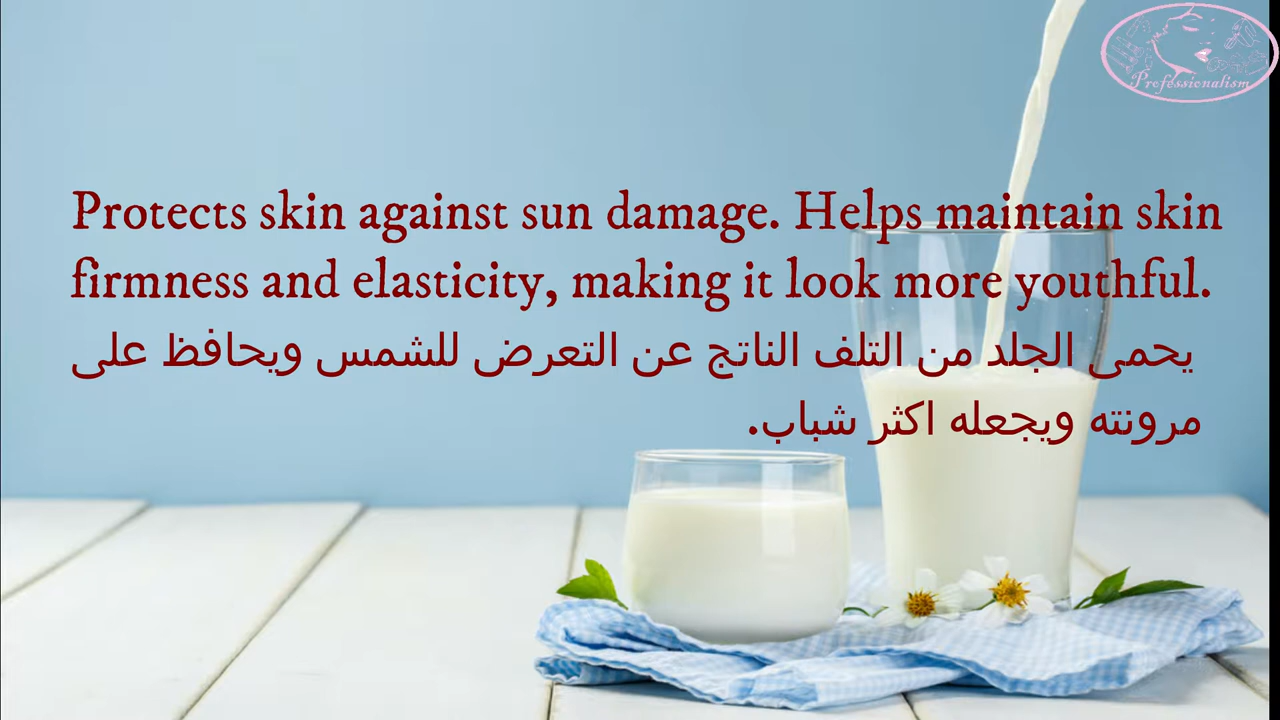 Professionalism
Protects skin against sun damage. Helps maintain skin
firmness and elasticity, making it look more youthful.
يحمى الجلد من التلف الناتج عن التعرض للشمس ويحافظ على
مرونته ويجعله اكثر شباب.